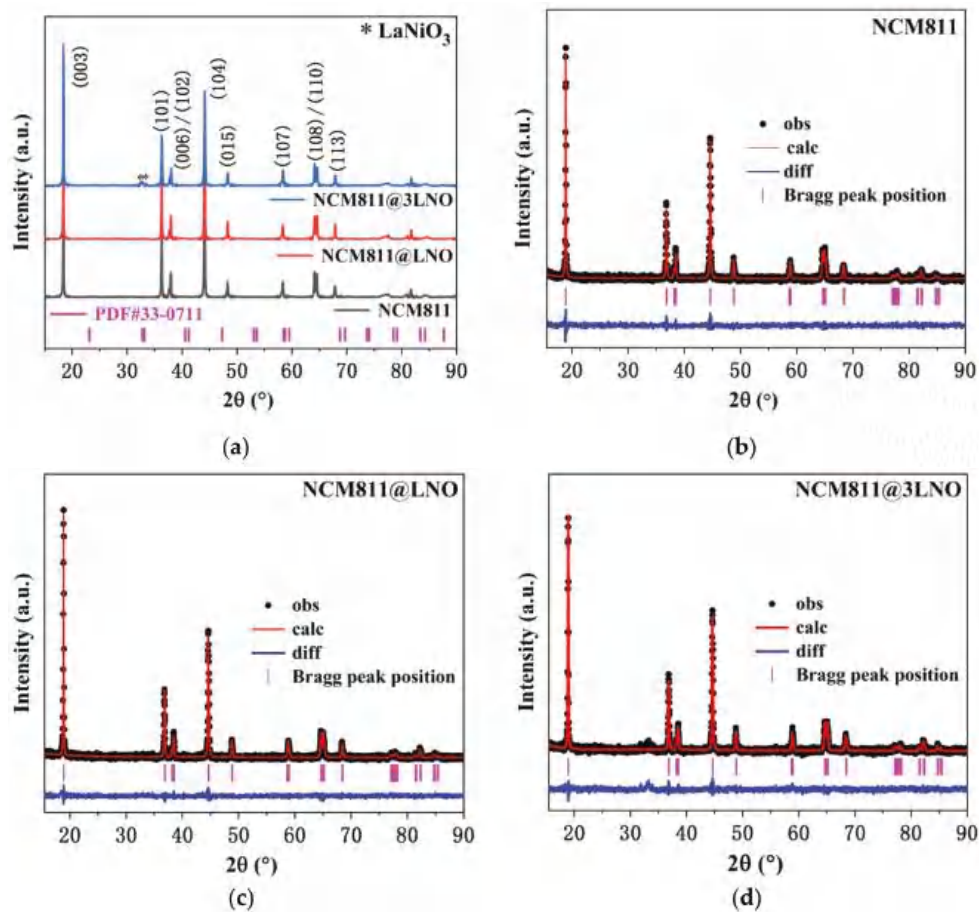 * LaNiO₃
(003)
(101)
(006)/(102)
(104)
(015)
(107)
(108)/(110)
(113)
NCM811@3LNO
NCM811@LNO
NCM811
PDF#33-0711
*
Intensity (a.u.)
20 30 40 50 60 70 80 90
2θ (°)
(a)
NCM811
obs
calc
diff
Bragg peak position
Intensity (a.u.)
20 30 40 50 60 70 80 90
2θ (°)
(b)
NCM811@LNO
obs
calc
diff
Bragg peak position
Intensity (a.u.)
20 30 40 50 60 70 80 90
2θ (°)
(c)
NCM811@3LNO
obs
calc
diff
Bragg peak position
Intensity (a.u.)
20 30 40 50 60 70 80 90
2θ (°)
(d)